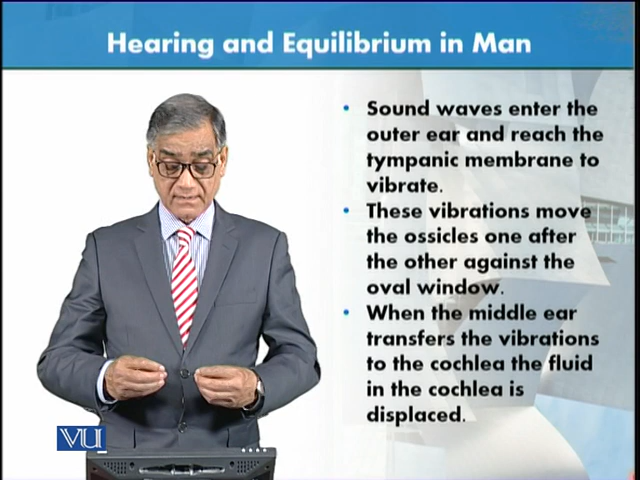 Hearing and Equilibrium in Man
• Sound waves enter the
outer ear and reach the
tympanic membrane to
vibrate.
• These vibrations move
the ossicles one after
the other against the
oval window.
• When the middle ear
transfers the vibrations
to the cochlea the fluid
in the cochlea is
displaced.
VU